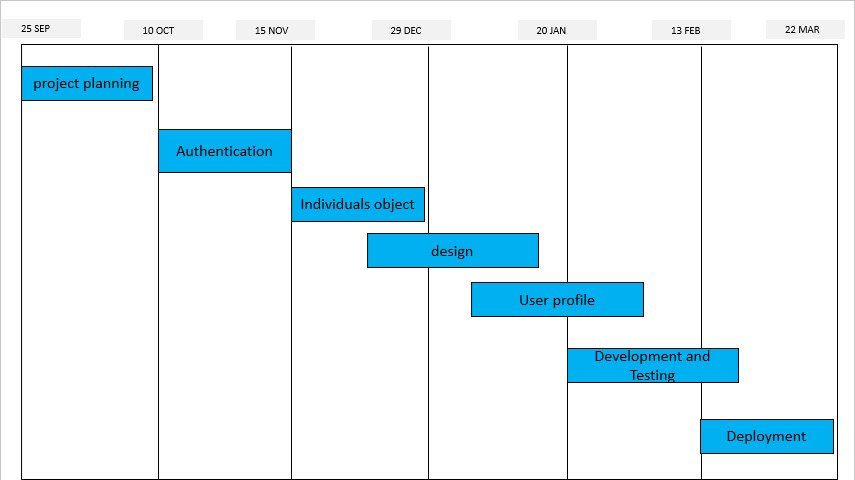 25 SEP
10 OCT
15 NOV
29 DEC
20 JAN
13 FEB
22 MAR
project planning
Authentication
Individuals object
design
User profile
Development and
Testing
Deployment